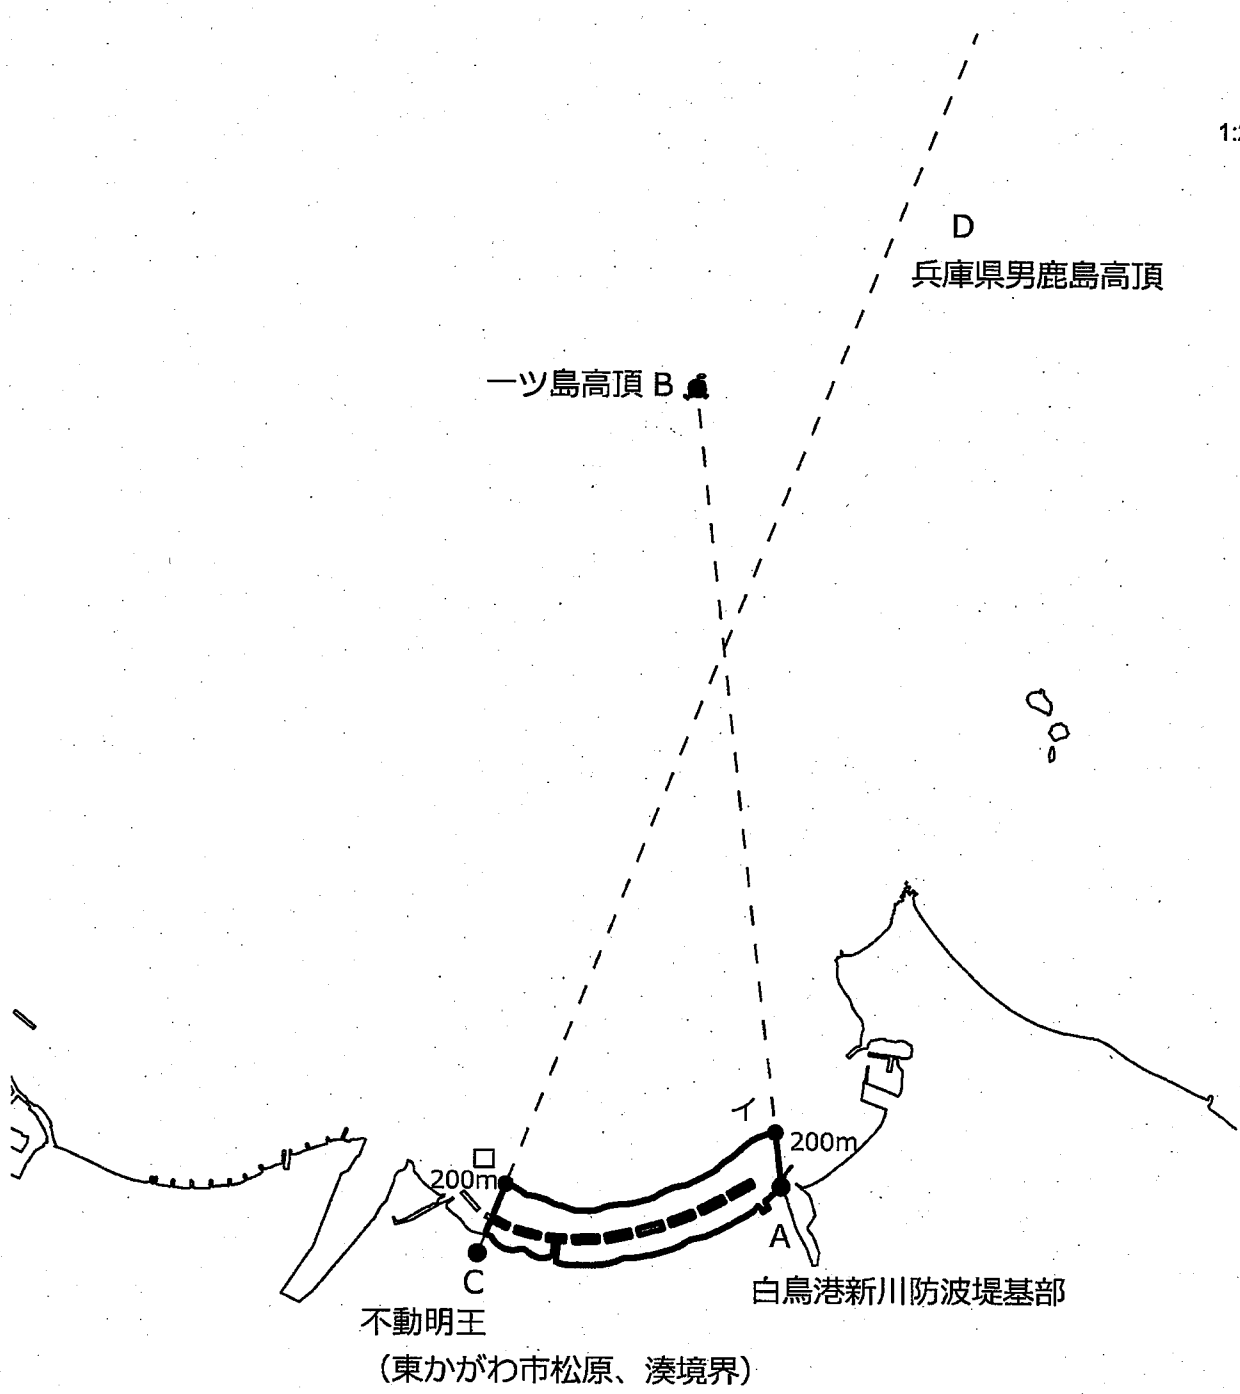 1:2
D
兵庫県男鹿島高頂
一ツ島高頂 B
イ
200m
ロ
200m
A
C
白鳥港新川防波堤基部
不動明王
（東かがわ市松原、湊境界）